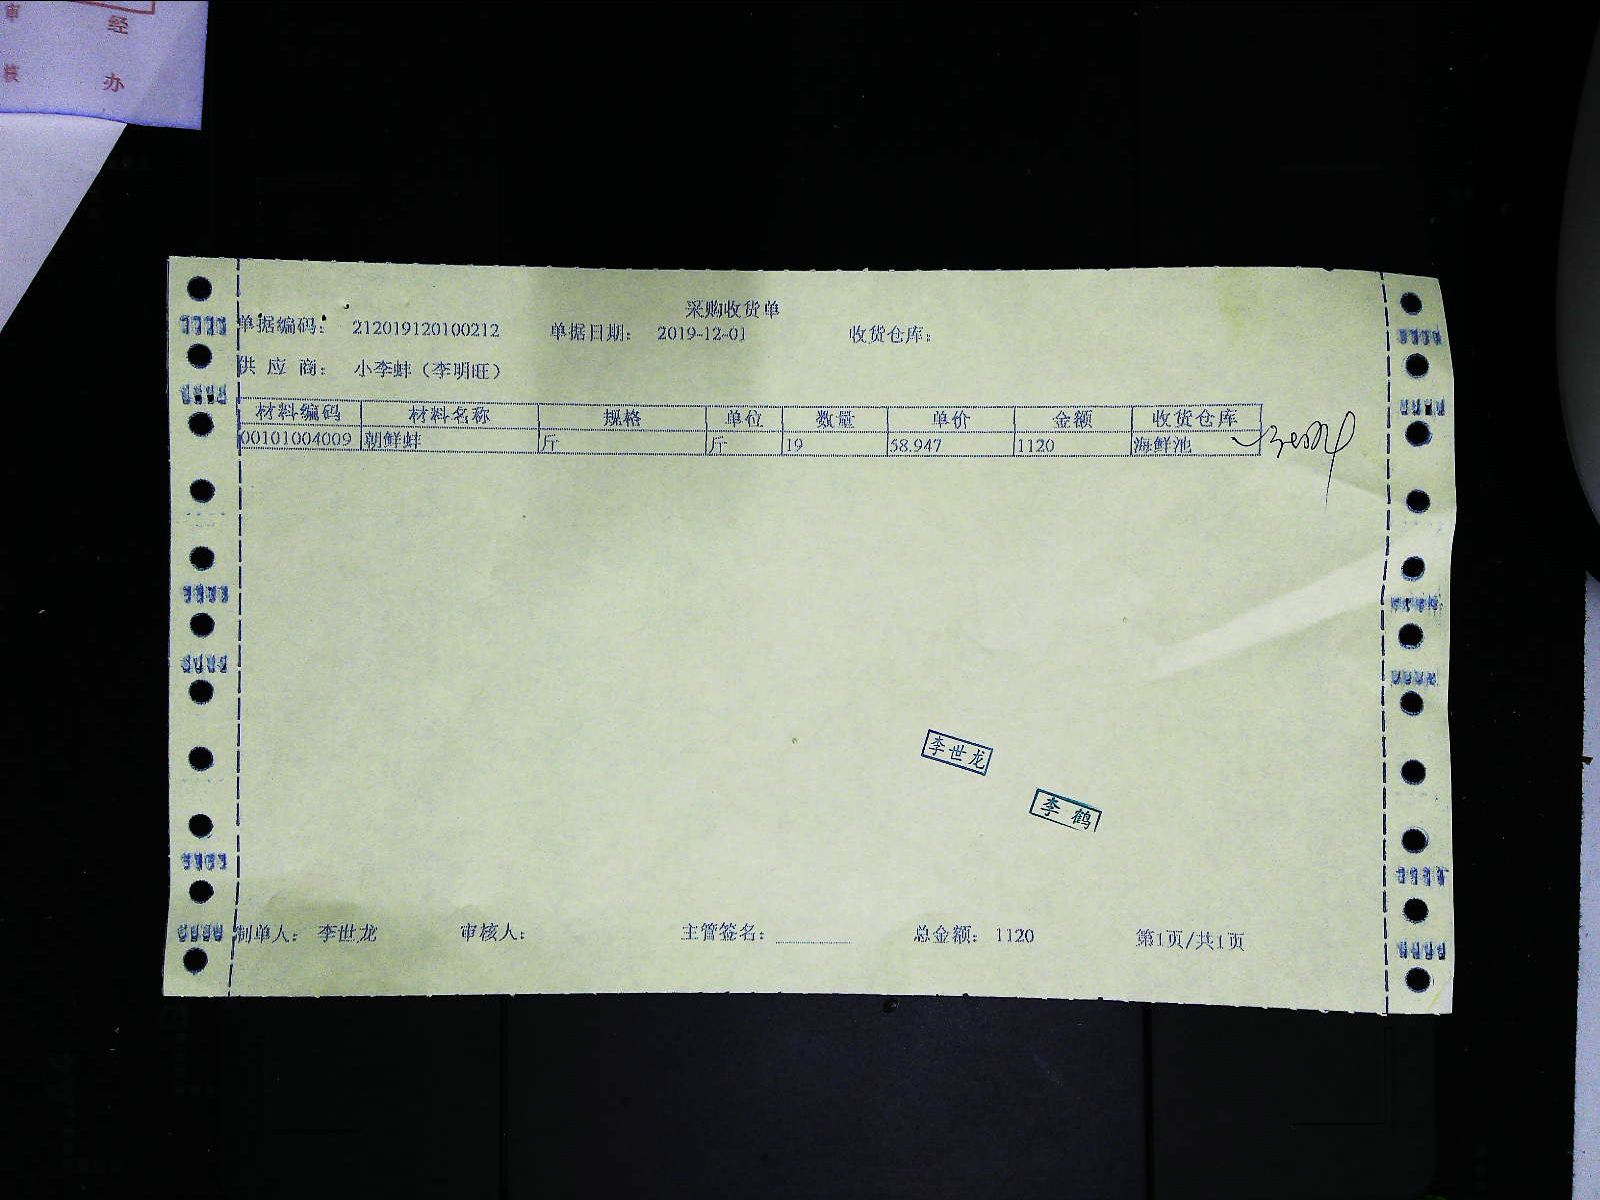 审 经
核 办
采购收货单
单据编码： 212019120100212 单据日期： 2019-12-01 收货仓库：
供 应 商： 小李蚌（李明旺）
材料编码 材料名称 规格 单位 数量 单价 金额 收货仓库
00101004009 朝鲜蚌 斤 斤 19 58.947 1120 海鲜池
李世龙
李 鹤
制单人： 李世龙 审核人： 主管签名： 总金额： 1120 第1页/共1页